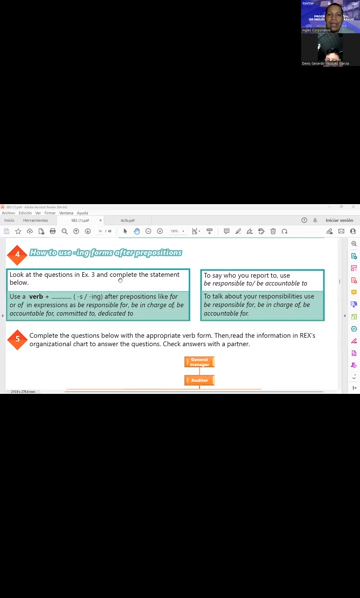 Denis Gerardo Vasquez Garcia
Archivo Edición Ver Firmar Ventana Ayuda
Inicio Herramientas
Iniciar sesión
4 How to use -ing forms after prepositions
Look at the questions in Ex. 3 and complete the statement
below.
Use a verb + ............ ( -s / -ing) after prepositions like for
or of in expressions as be responsible for, be in charge of, be
accountable for, committed to, dedicated to
To say who you report to, use
be responsible to/ be accountable to
To talk about your responsibilities use
be responsible for, be in charge of, be
accountable for.
5 Complete the questions below with the appropriate verb form. Then,read the information in REX's
organizational chart to answer the questions. Check answers with a partner.
General
manager
Auditor